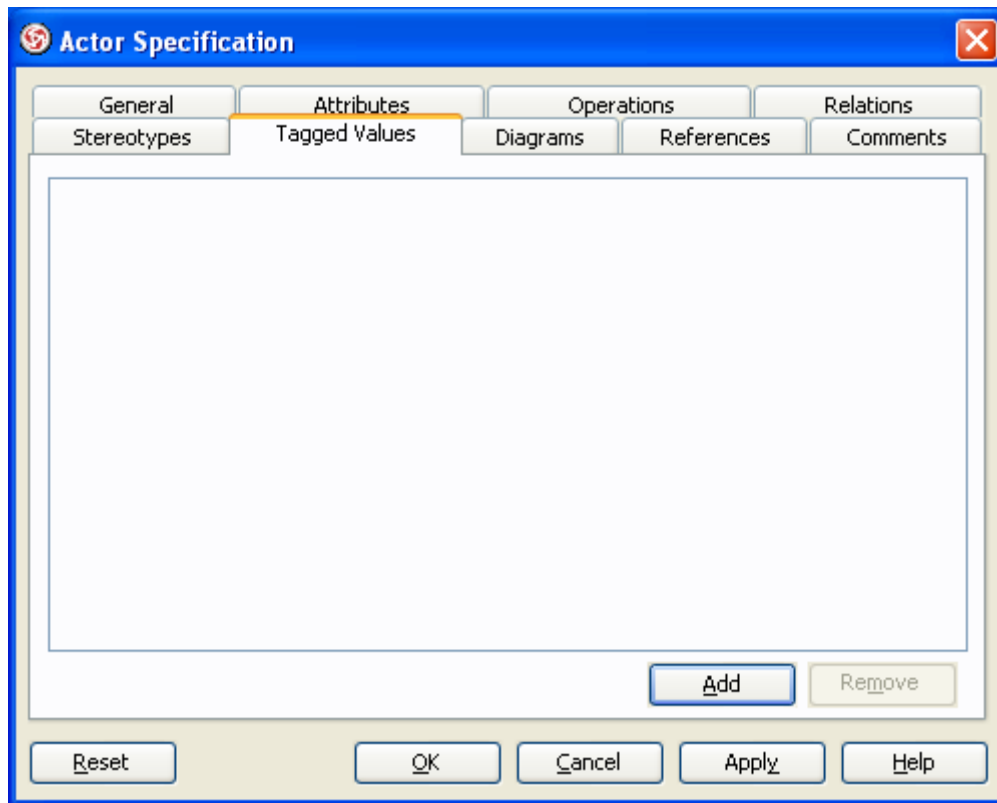 Actor Specification
General Attributes Operations Relations
Stereotypes Tagged Values Diagrams References Comments
Add Remove
Reset OK Cancel Apply Help